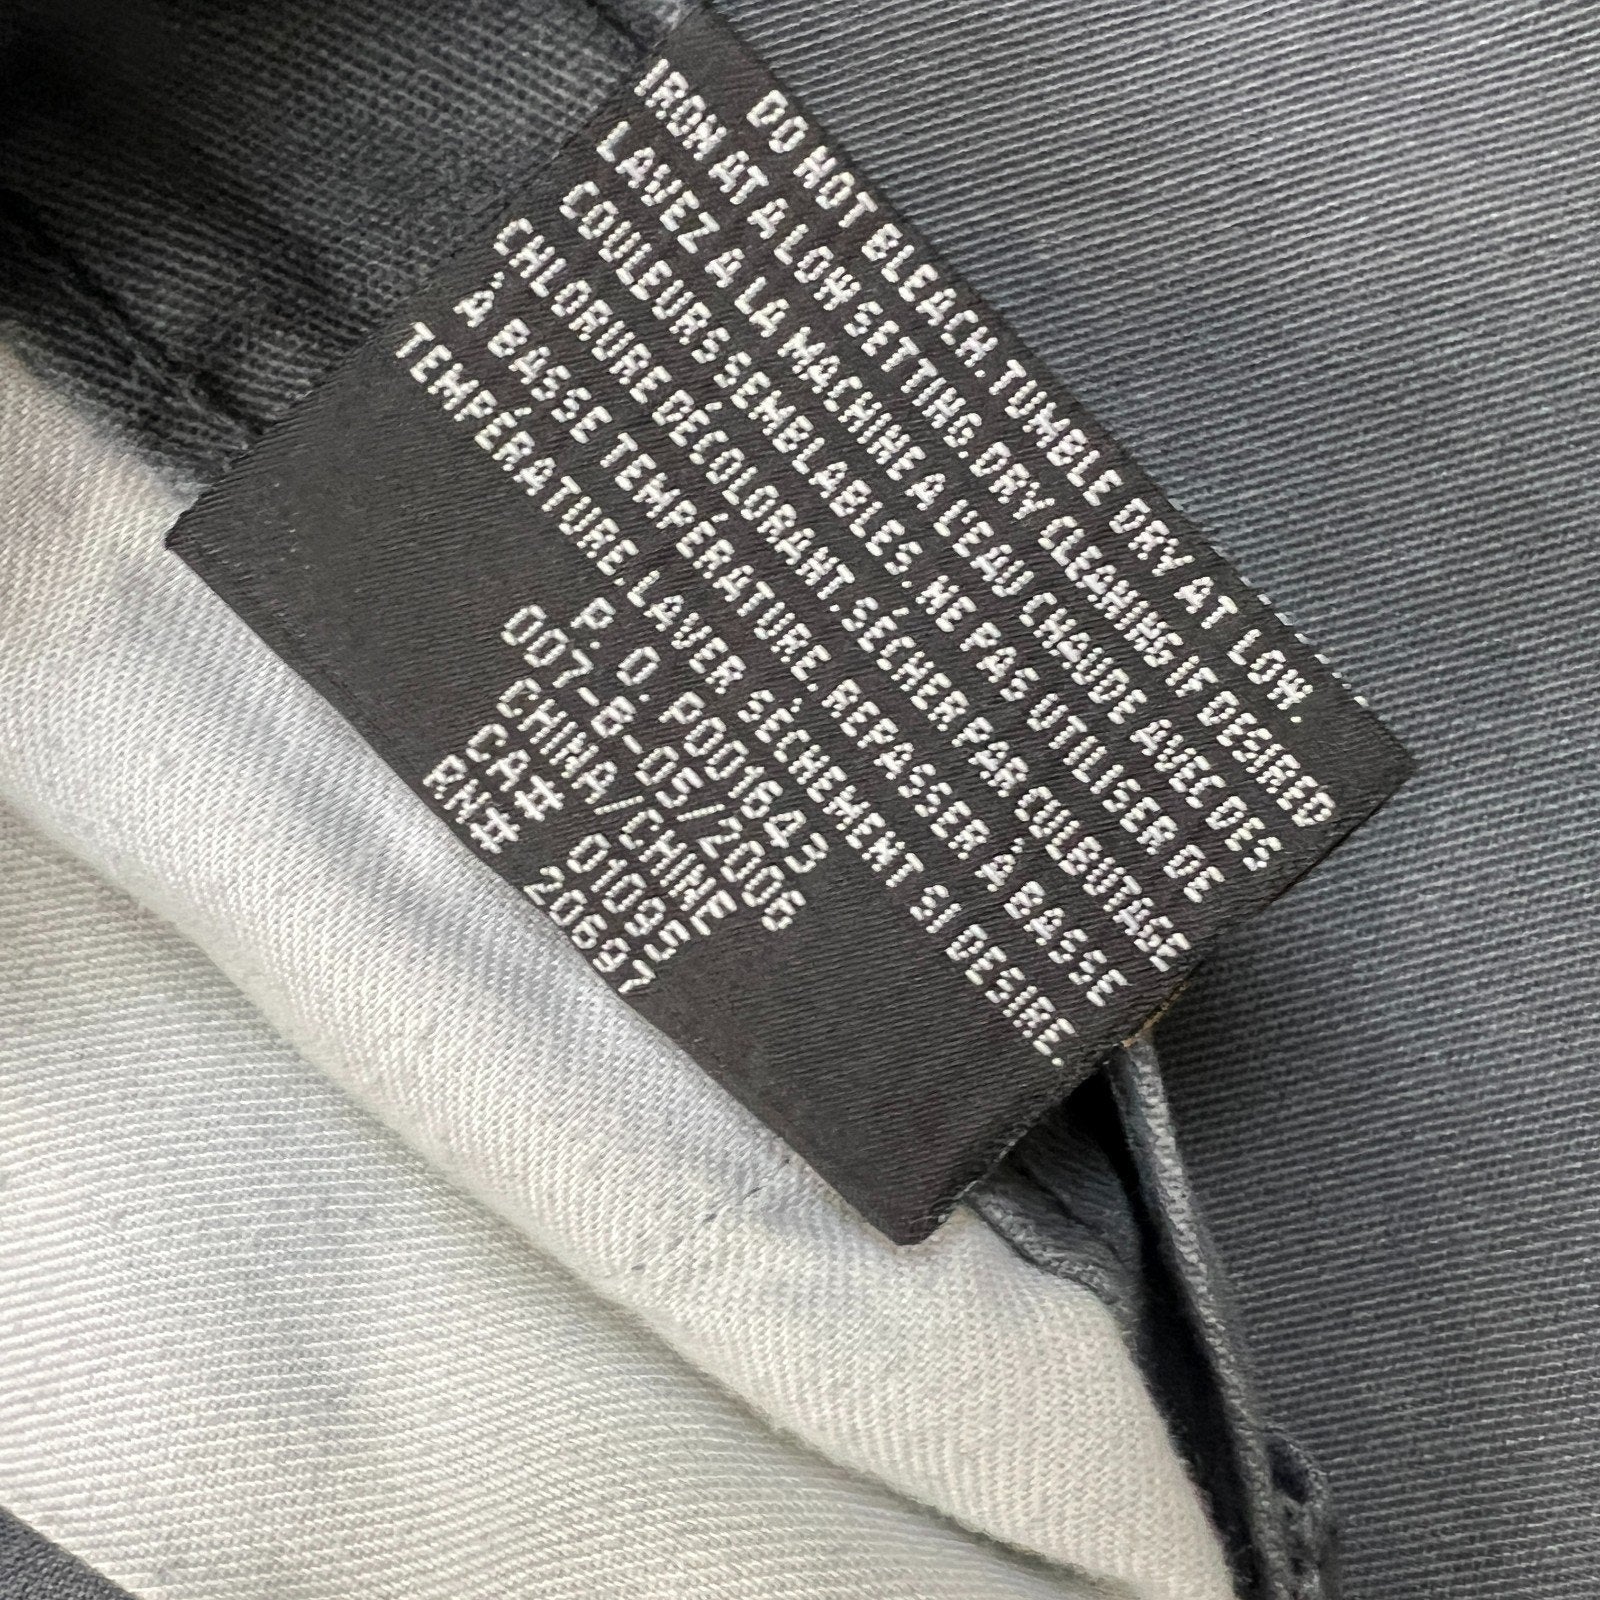 DO NOT BLEACH. TUMBLE DRY AT LOW.
IRON AT A LOW SETTING. DRY CLEANING IF DESIRED
LAVEZ A LA MACHINE A L'EAU CHAUDE AVEC DES
COULEURS SEMBLABLES. NE PAS UTILISER DE
CHLORURE DÉCOLORANT. SÉCHER PAR CULBUTAGE
À BASSE TEMPÉRATURE. REPASSER À BASSE
TEMPÉRATURE. LAVER SÉCHEMENT SI DESIRE.
P. O. P001643
007-B-05/2006
CHINA/CHINE
CA# 01095
RN# 20697